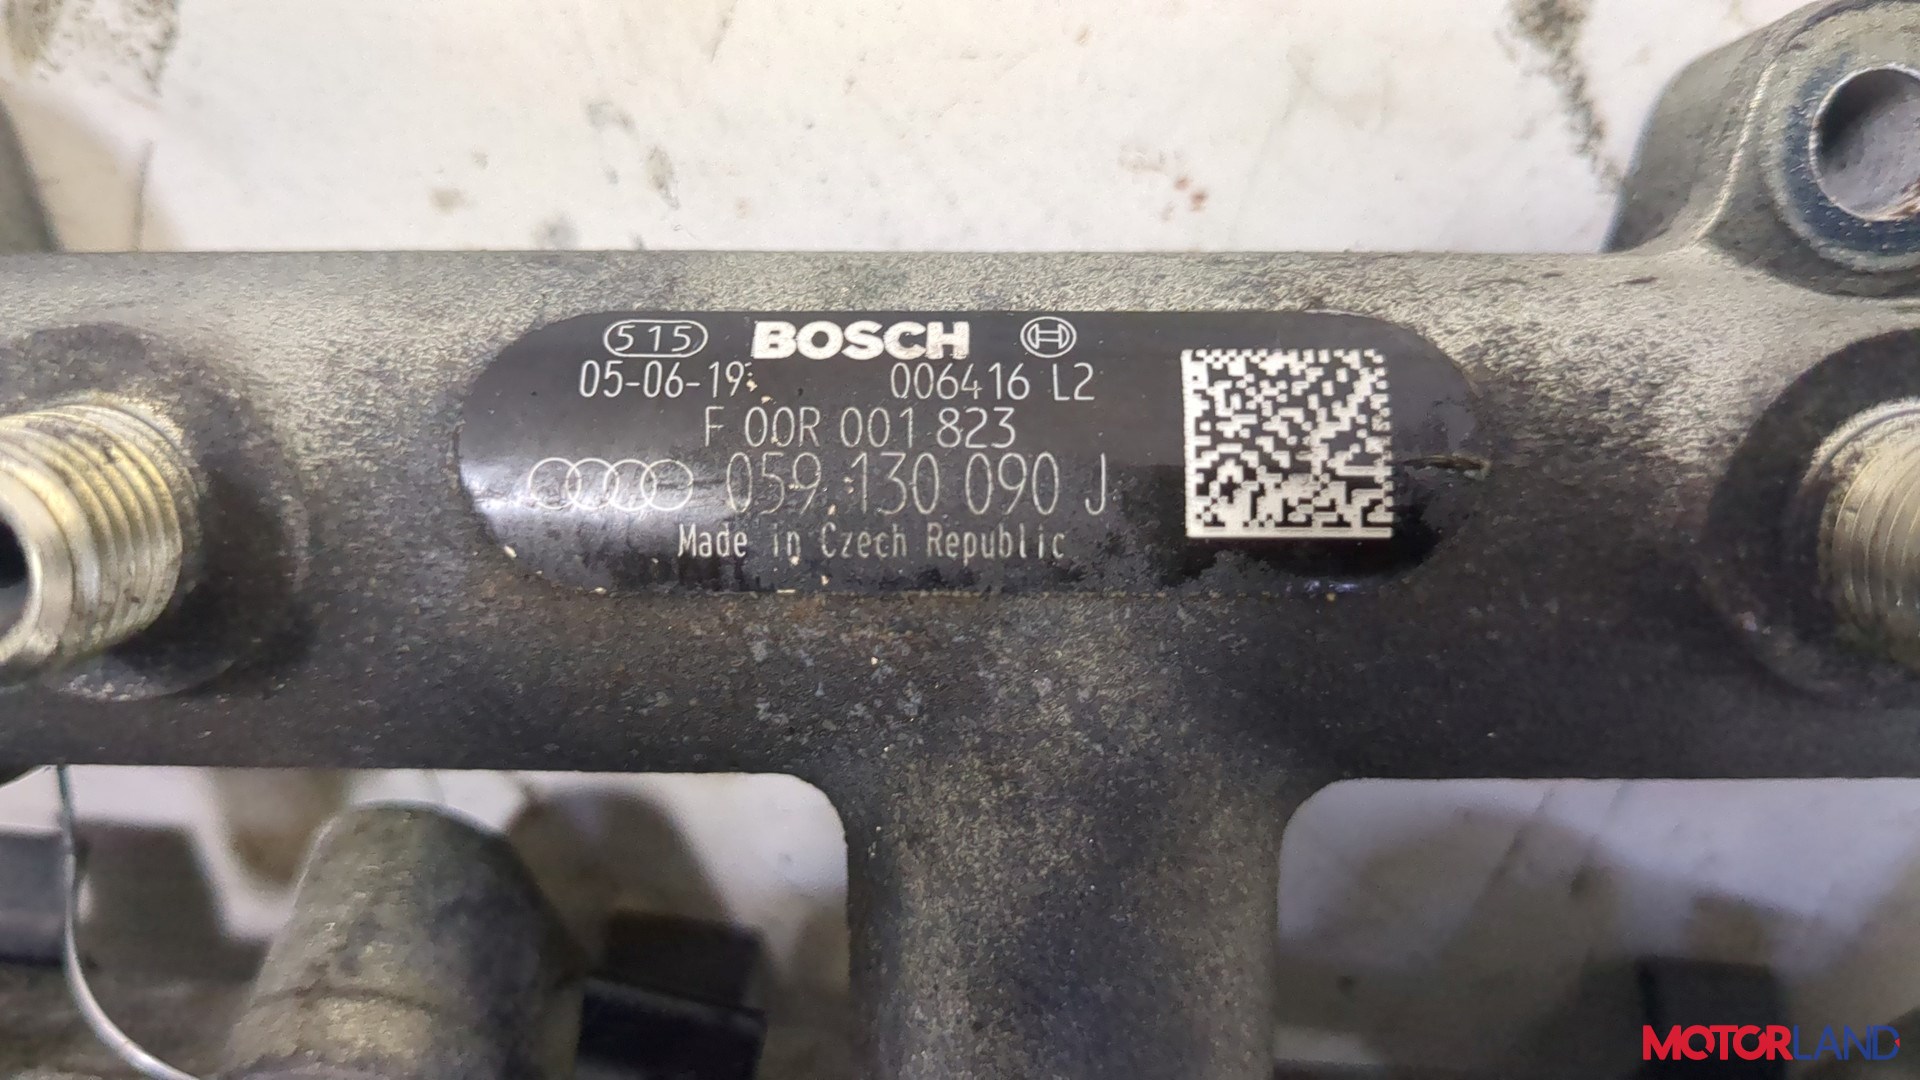 515 BOSCH
05-06-19 006416 L2
F 00R 001 823
059 130 090 J
Made in Czech Republic
MOTORLAND